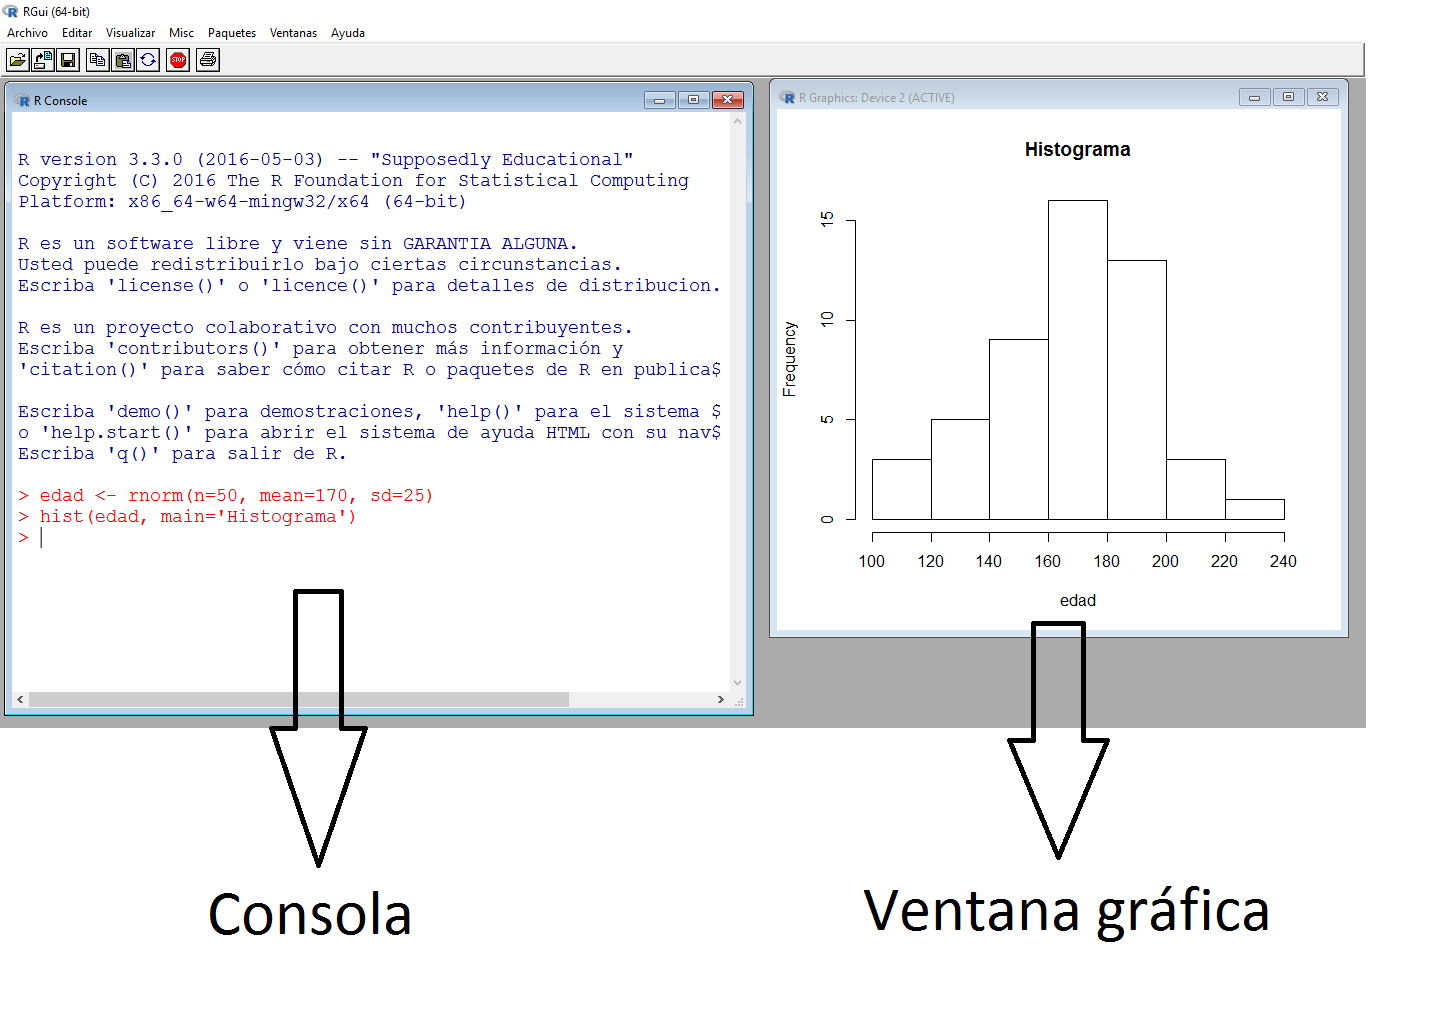 RGui (64-bit)
Archivo Editar Visualizar Misc Paquetes Ventanas Ayuda
STOP
R Console
R version 3.3.0 (2016-05-03) -- "Supposedly Educational"
Copyright (C) 2016 The R Foundation for Statistical Computing
Platform: x86_64-w64-mingw32/x64 (64-bit)
R es un software libre y viene sin GARANTIA ALGUNA.
Usted puede redistribuirlo bajo ciertas circunstancias.
Escriba 'license()' o 'licence()' para detalles de distribucion.
R es un proyecto colaborativo con muchos contribuyentes.
Escriba 'contributors()' para obtener más información y
'citation()' para saber cómo citar R o paquetes de R en publica$
Escriba 'demo()' para demostraciones, 'help()' para el sistema $
o 'help.start()' para abrir el sistema de ayuda HTML con su nav$
Escriba 'q()' para salir de R.
> edad <- rnorm(n=50, mean=170, sd=25)
> hist(edad, main='Histograma')
>
R Graphics: Device 2 (ACTIVE)
Histograma
Frequency
15
10
5
0
100 120 140 160 180 200 220 240
edad
Consola
Ventana gráfica